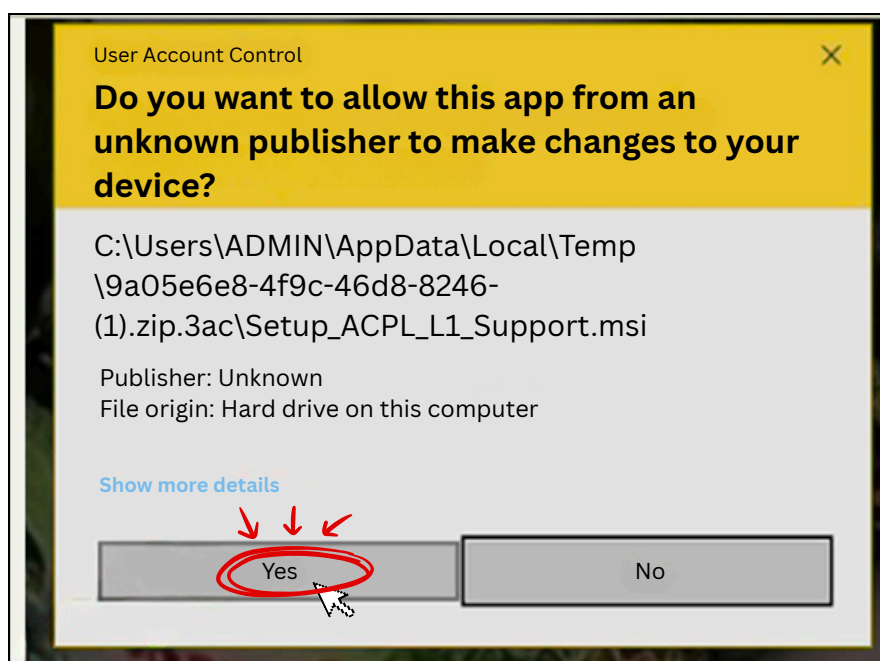 User Account Control
Do you want to allow this app from an
unknown publisher to make changes to your
device?
C:\Users\ADMIN\AppData\Local\Temp
\9a05e6e8-4f9c-46d8-8246-
(1).zip.3ac\Setup_ACPL_L1_Support.msi
Publisher: Unknown
File origin: Hard drive on this computer
Show more details
Yes
No